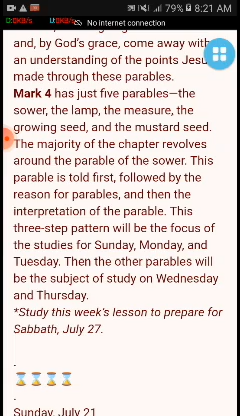 79% 8:21 AM
0:0KB/s U:0KB/s No internet connection
and, by God's grace, come away with
an understanding of the points Jesu
made through these parables.
Mark 4 has just five parables—the
sower, the lamp, the measure, the
growing seed, and the mustard seed.
The majority of the chapter revolves
around the parable of the sower. This
parable is told first, followed by the
reason for parables, and then the
interpretation of the parable. This
three-step pattern will be the focus of
the studies for Sunday, Monday, and
Tuesday. Then the other parables will
be the subject of study on Wednesday
and Thursday.
*Study this week's lesson to prepare for
Sabbath, July 27.
.
.
Sunday, July 21